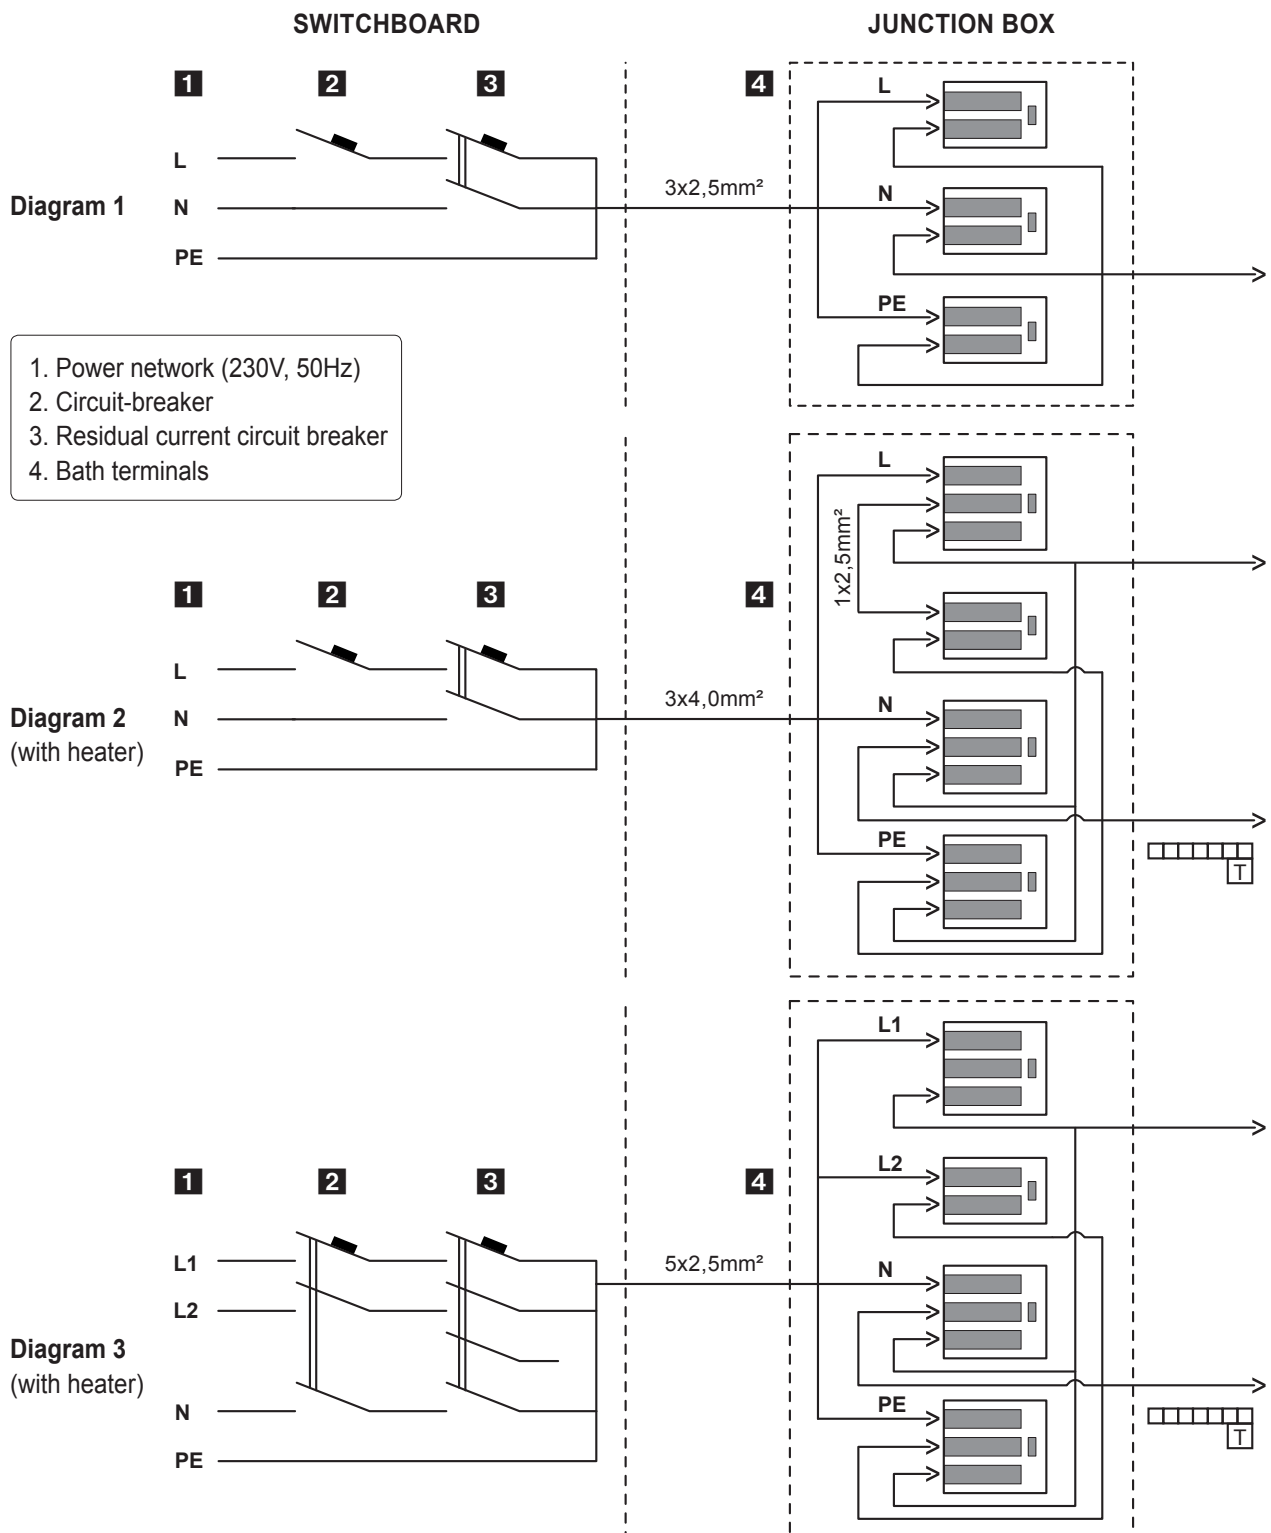 SWITCHBOARD
JUNCTION BOX
1 2 3 4
L
L
3x2,5mm²
Diagram 1 N
N
PE
PE
1. Power network (230V, 50Hz)
2. Circuit-breaker
3. Residual current circuit breaker
4. Bath terminals
L
1x2,5mm²
1 2 3 4
L
3x4,0mm²
Diagram 2 N
N
(with heater)
PE
PE
T
L1
1 2 3 4
L2
L1
5x2,5mm²
N
L2
Diagram 3
(with heater)
N
PE
T
PE